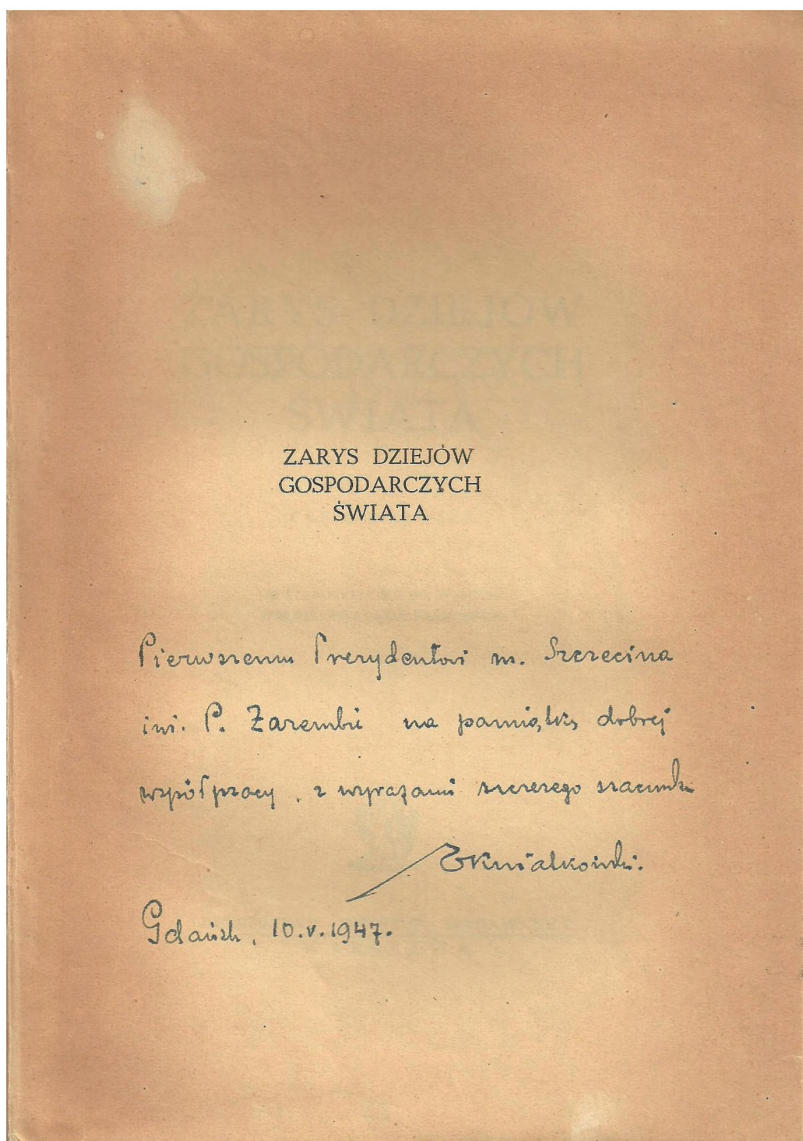 ZARYS DZIEJÓW
GOSPODARCZYCH
ŚWIATA
Pierwszemu Prezydentowi m. Szczecina
inż. P. Zarembie na pamiątkę dobrej
współpracy, z wyrazami szczerego szacunku
EKwiatkowski.
Gdańsk, 10.V.1947.